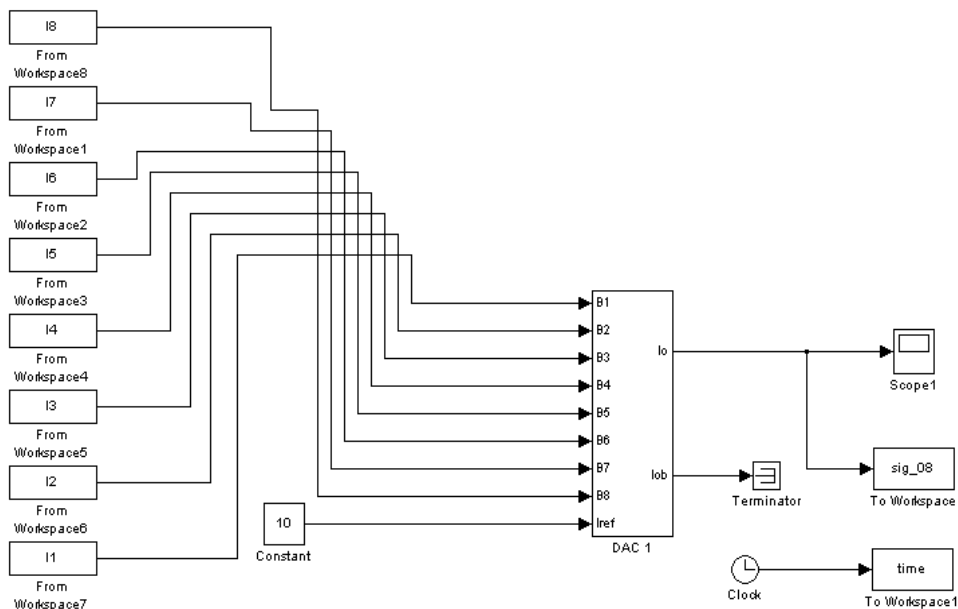 I8
From
Workspace8
I7
From
Workspace1
I6
From
Workspace2
I5
From
Workspace3
I4
From
Workspace4
I3
From
Workspace5
I2
From
Workspace6
I1
From
Workspace7
10
Constant
B1
B2
B3
B4
B5
B6
B7
B8
Iref
Io
Iob
DAC 1
Scope1
sig_08
To Workspace
Terminator
Clock
time
To Workspace1